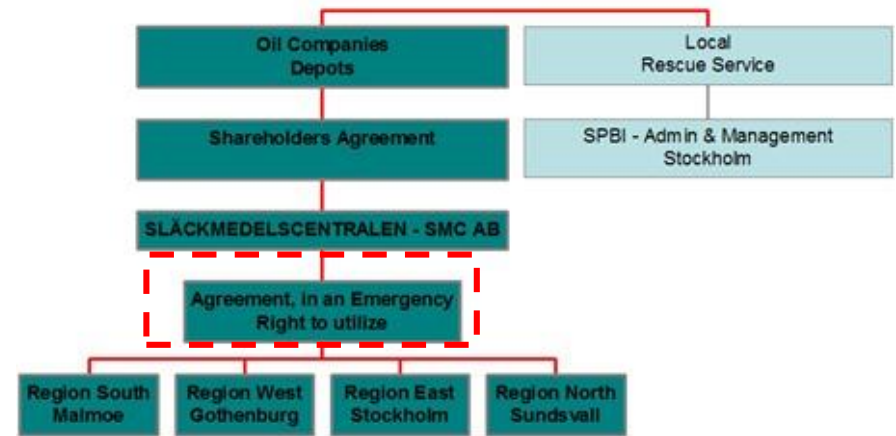 Oil Companies
Depots
Local
Rescue Service
Shareholders Agreement
SPBI - Admin & Management
Stockholm
SLÄCKMEDELSCENTRALEN - SMC AB
Agreement, in an Emergency
Right to utilize
Region South
Malmoe
Region West
Gothenburg
Region East
Stockholm
Region North
Sundsvall